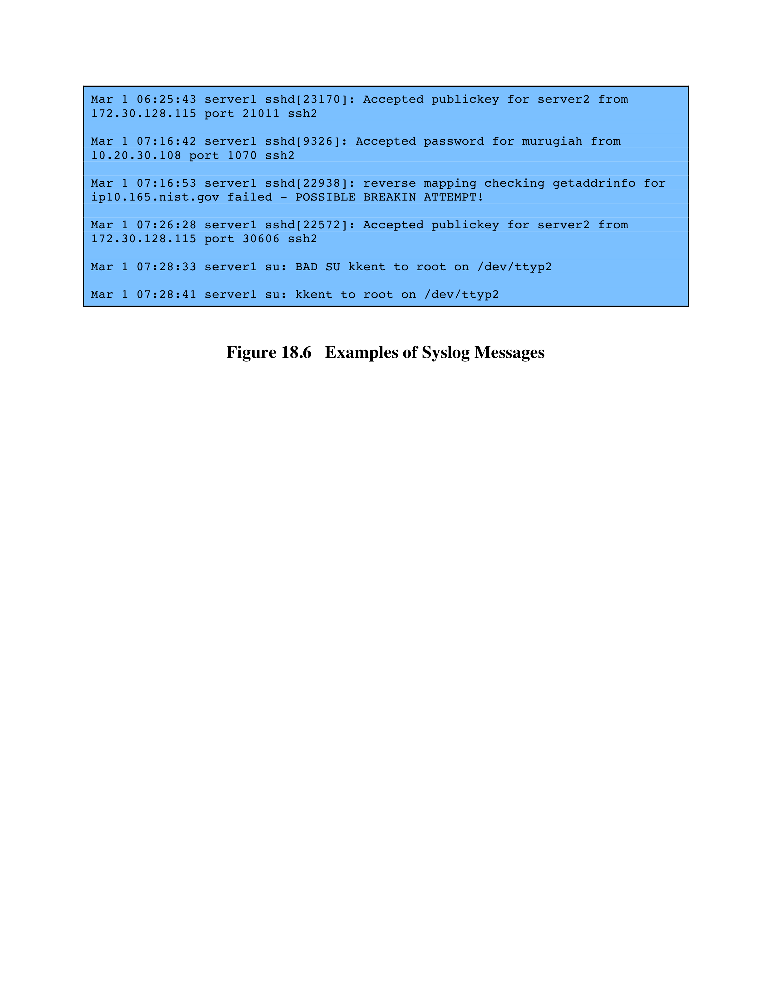 Mar 1 06:25:43 server1 sshd[23170]: Accepted publickey for server2 from
172.30.128.115 port 21011 ssh2
Mar 1 07:16:42 server1 sshd[9326]: Accepted password for murugiah from
10.20.30.108 port 1070 ssh2
Mar 1 07:16:53 server1 sshd[22938]: reverse mapping checking getaddrinfo for
ip10.165.nist.gov failed - POSSIBLE BREAKIN ATTEMPT!
Mar 1 07:26:28 server1 sshd[22572]: Accepted publickey for server2 from
172.30.128.115 port 30606 ssh2
Mar 1 07:28:33 server1 su: BAD SU kkent to root on /dev/ttyp2
Mar 1 07:28:41 server1 su: kkent to root on /dev/ttyp2
Figure 18.6 Examples of Syslog Messages